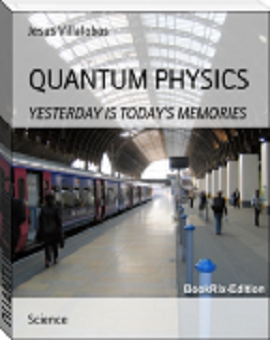 Jesus Villalobos
QUANTUM PHYSICS
YESTERDAY IS TODAY'S MEMORIES
BookRix-Edition
Science